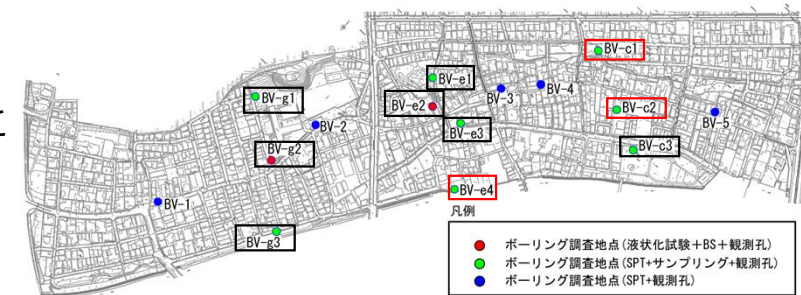 BV-c1
BV-e1
BV-4
BV-3
BV-g1
BV-e2
BV-c2
BV-5
と
BV-2
BV-e3
BV-g2
BV-c3
BV-e4
BV-1
凡例
BV-g3
ボーリング調査地点(液状化試験+BS+観測孔)
ボーリング調査地点(SPT+サンプリング+観測孔)
ボーリング調査地点(SPT+観測孔)